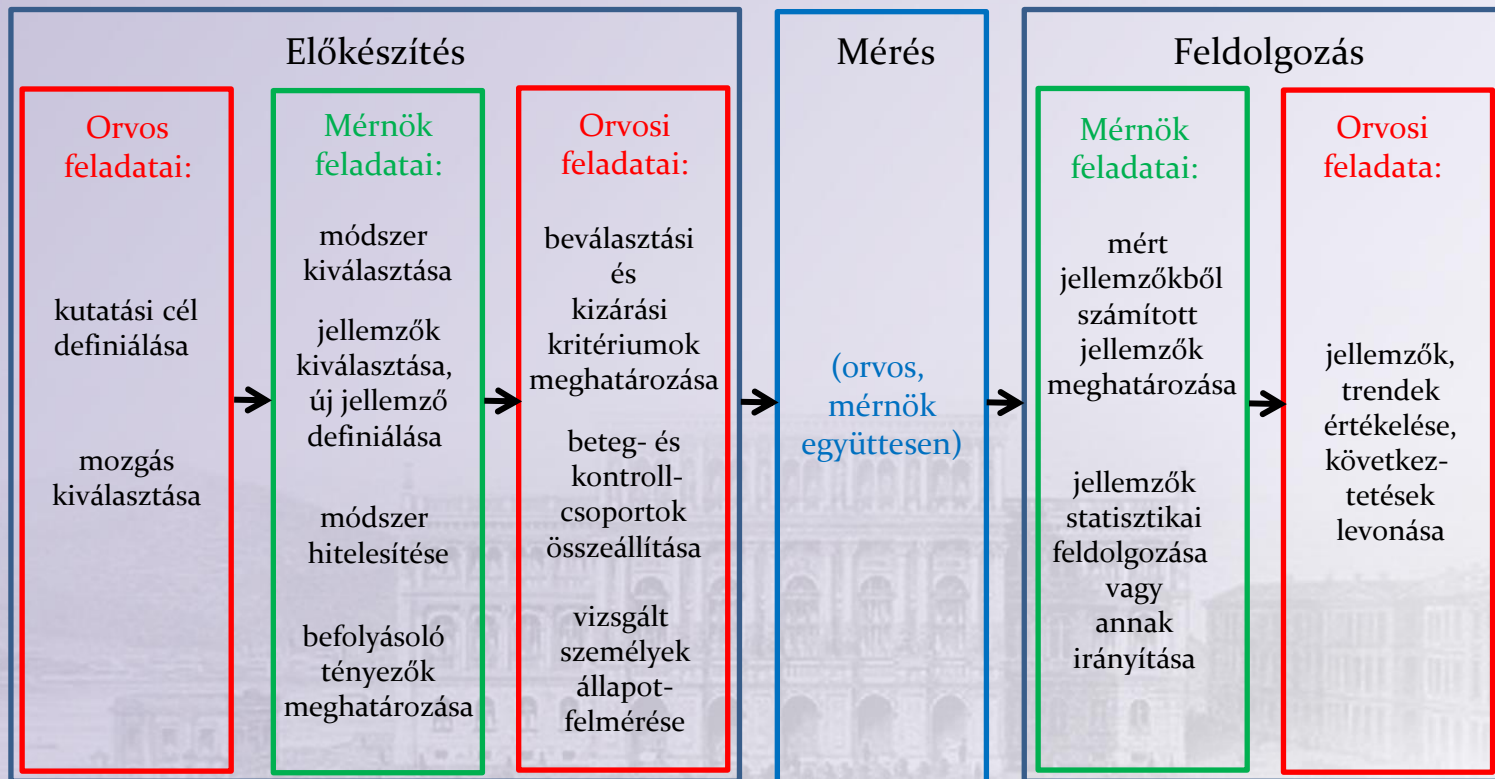 Előkészítés
Orvos
feladatai:
kutatási cél
definiálása
mozgás
kiválasztása
Mérnök
feladatai:
módszer
kiválasztása
jellemzők
kiválasztása,
új jellemző
definiálása
módszer
hitelesítése
befolyásoló
tényezők
meghatározása
Orvosi
feladatai:
beválasztási
és
kizárási
kritériumok
meghatározása
beteg- és
kontroll-
csoportok
összeállítása
vizsgált
személyek
állapot-
felmérése
Mérés
(orvos,
mérnök
együttesen)
Feldolgozás
Mérnök
feladatai:
mért
jellemzőkből
számított
jellemzők
meghatározása
jellemzők
statisztikai
feldolgozása
vagy
annak
irányítása
Orvosi
feladata:
jellemzők,
trendek
értékelése,
következ-
tetések
levonása